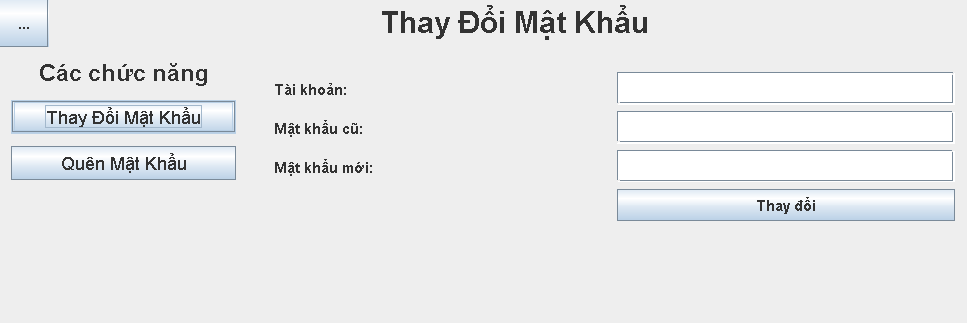 ...
Thay Đổi Mật Khẩu
Các chức năng
Thay Đổi Mật Khẩu
Quên Mật Khẩu
Tài khoản:
Mật khẩu cũ:
Mật khẩu mới:
Thay đổi